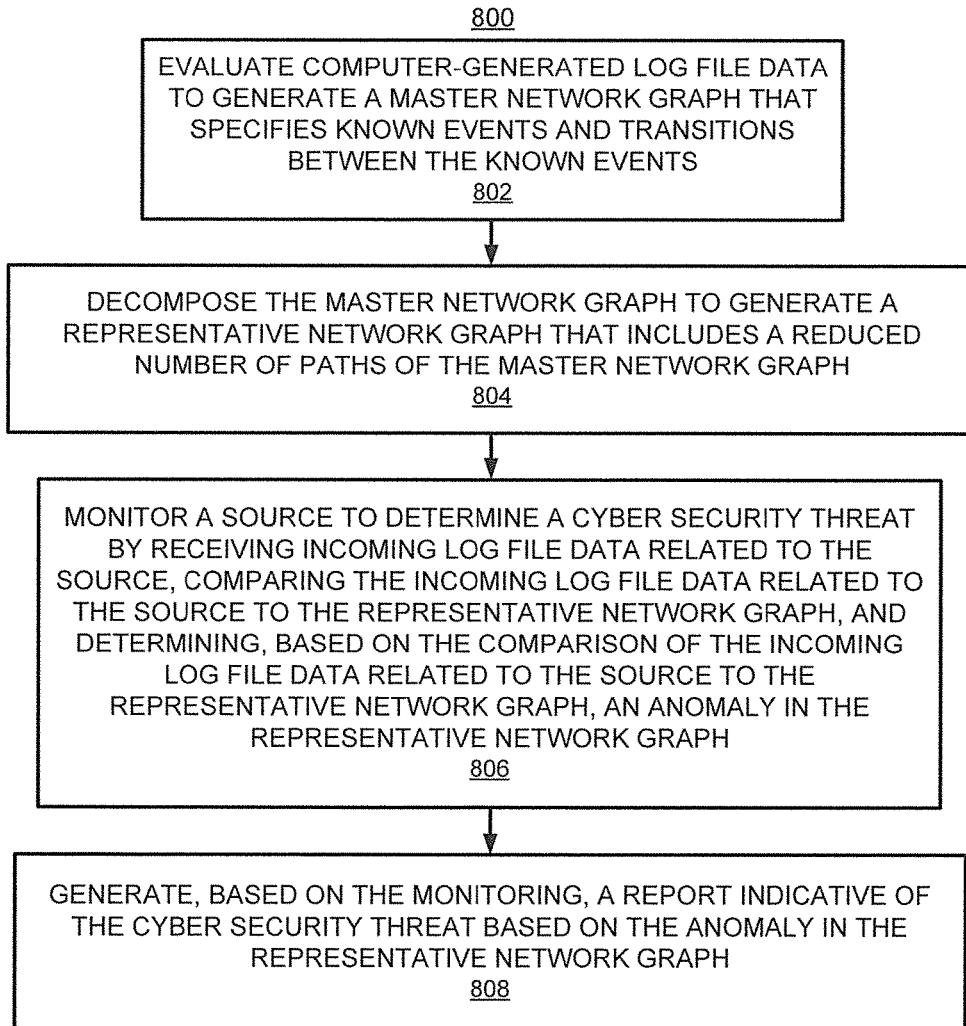 800
EVALUATE COMPUTER-GENERATED LOG FILE DATA
TO GENERATE A MASTER NETWORK GRAPH THAT
SPECIFIES KNOWN EVENTS AND TRANSITIONS
BETWEEN THE KNOWN EVENTS
802
DECOMPOSE THE MASTER NETWORK GRAPH TO GENERATE A
REPRESENTATIVE NETWORK GRAPH THAT INCLUDES A REDUCED
NUMBER OF PATHS OF THE MASTER NETWORK GRAPH
804
MONITOR A SOURCE TO DETERMINE A CYBER SECURITY THREAT
BY RECEIVING INCOMING LOG FILE DATA RELATED TO THE
SOURCE, COMPARING THE INCOMING LOG FILE DATA RELATED TO
THE SOURCE TO THE REPRESENTATIVE NETWORK GRAPH, AND
DETERMINING, BASED ON THE COMPARISON OF THE INCOMING
LOG FILE DATA RELATED TO THE SOURCE TO THE
REPRESENTATIVE NETWORK GRAPH, AN ANOMALY IN THE
REPRESENTATIVE NETWORK GRAPH
806
GENERATE, BASED ON THE MONITORING, A REPORT INDICATIVE OF
THE CYBER SECURITY THREAT BASED ON THE ANOMALY IN THE
REPRESENTATIVE NETWORK GRAPH
808